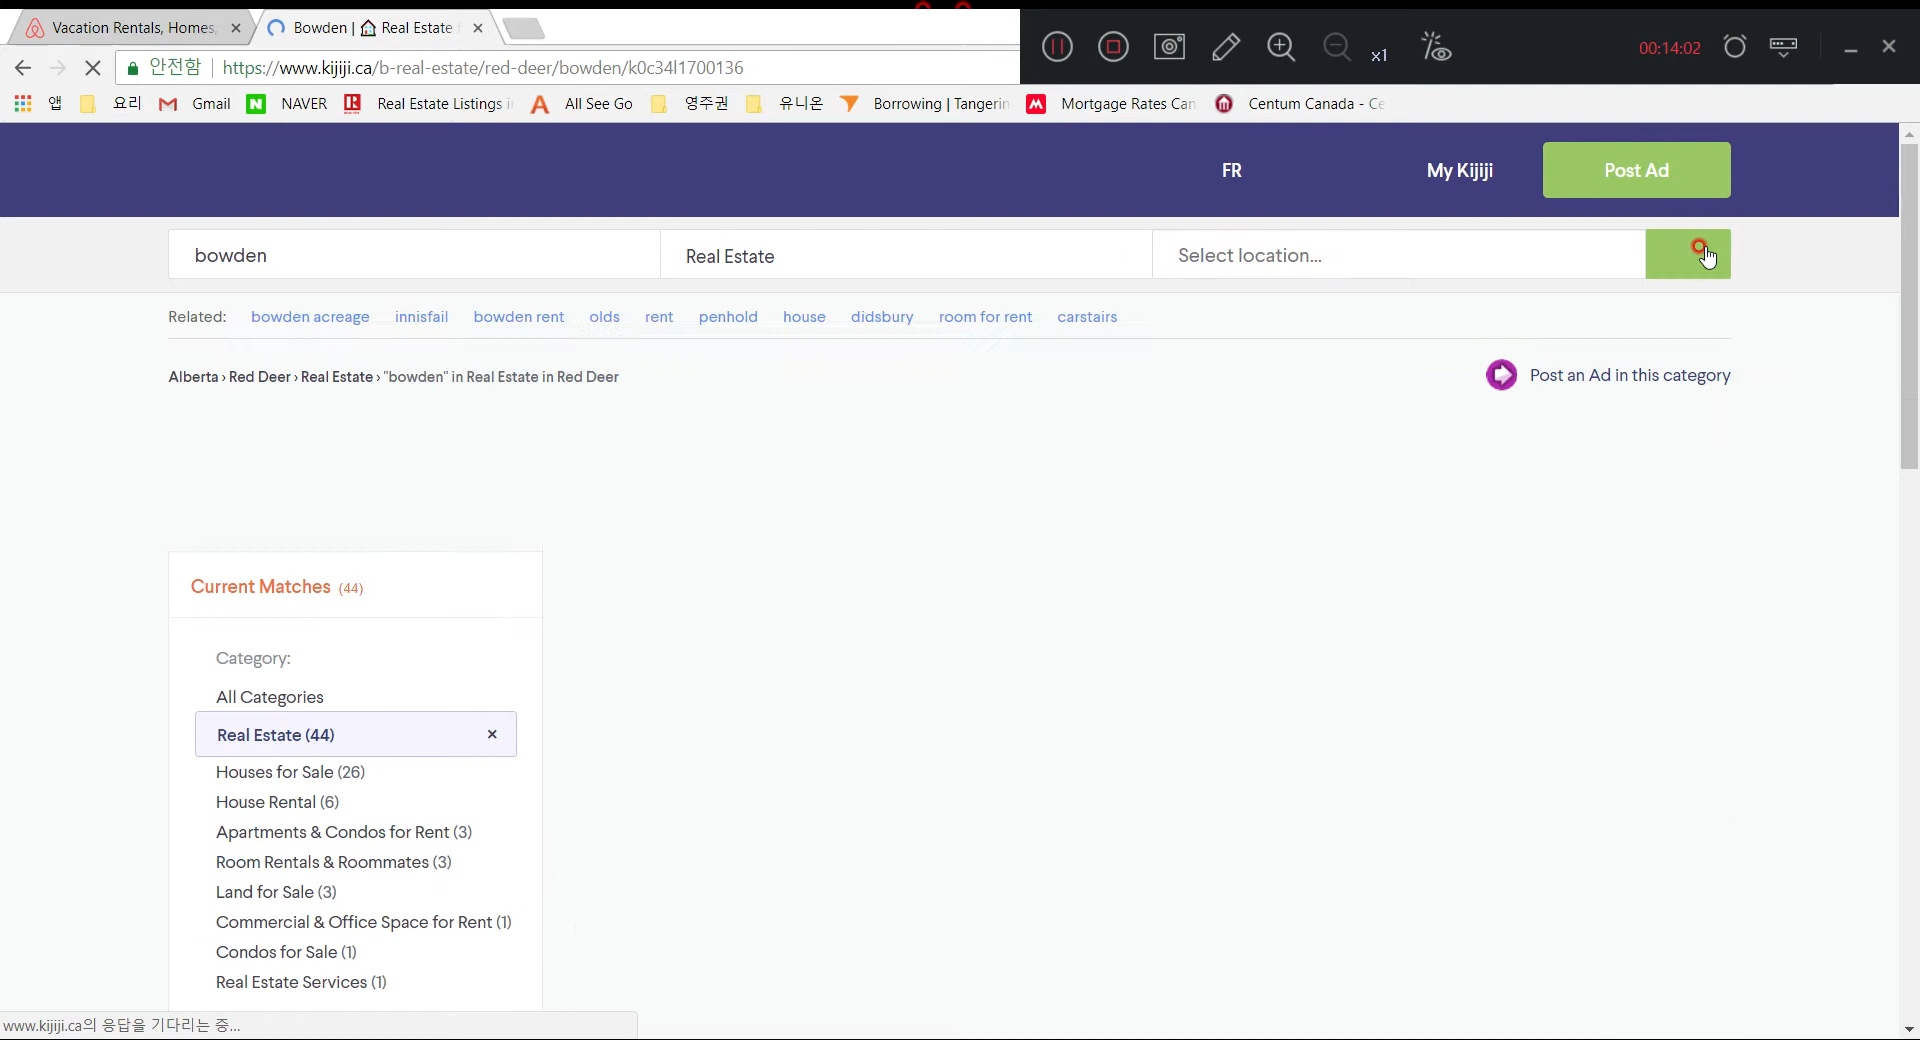 Vacation Rentals, Homes,
Bowden | Real Estate
x1
00:14:02
안전함 | https://www.kijiji.ca/b-real-estate/red-deer/bowden/k0c34l1700136
앱 요리 Gmail NAVER Real Estate Listings i All See Go 영주권 유니온 Borrowing | Tangerin Mortgage Rates Can Centum Canada - Ce
FR My Kijiji Post Ad
bowden Real Estate Select location...
Related: bowden acreage innisfail bowden rent olds rent penhold house didsbury room for rent carstairs
Alberta › Red Deer › Real Estate › "bowden" in Real Estate in Red Deer
Post an Ad in this category
Current Matches (44)
Category:
All Categories
Real Estate (44) ×
Houses for Sale (26)
House Rental (6)
Apartments & Condos for Rent (3)
Room Rentals & Roommates (3)
Land for Sale (3)
Commercial & Office Space for Rent (1)
Condos for Sale (1)
Real Estate Services (1)
www.kijiji.ca의 응답을 기다리는 중...